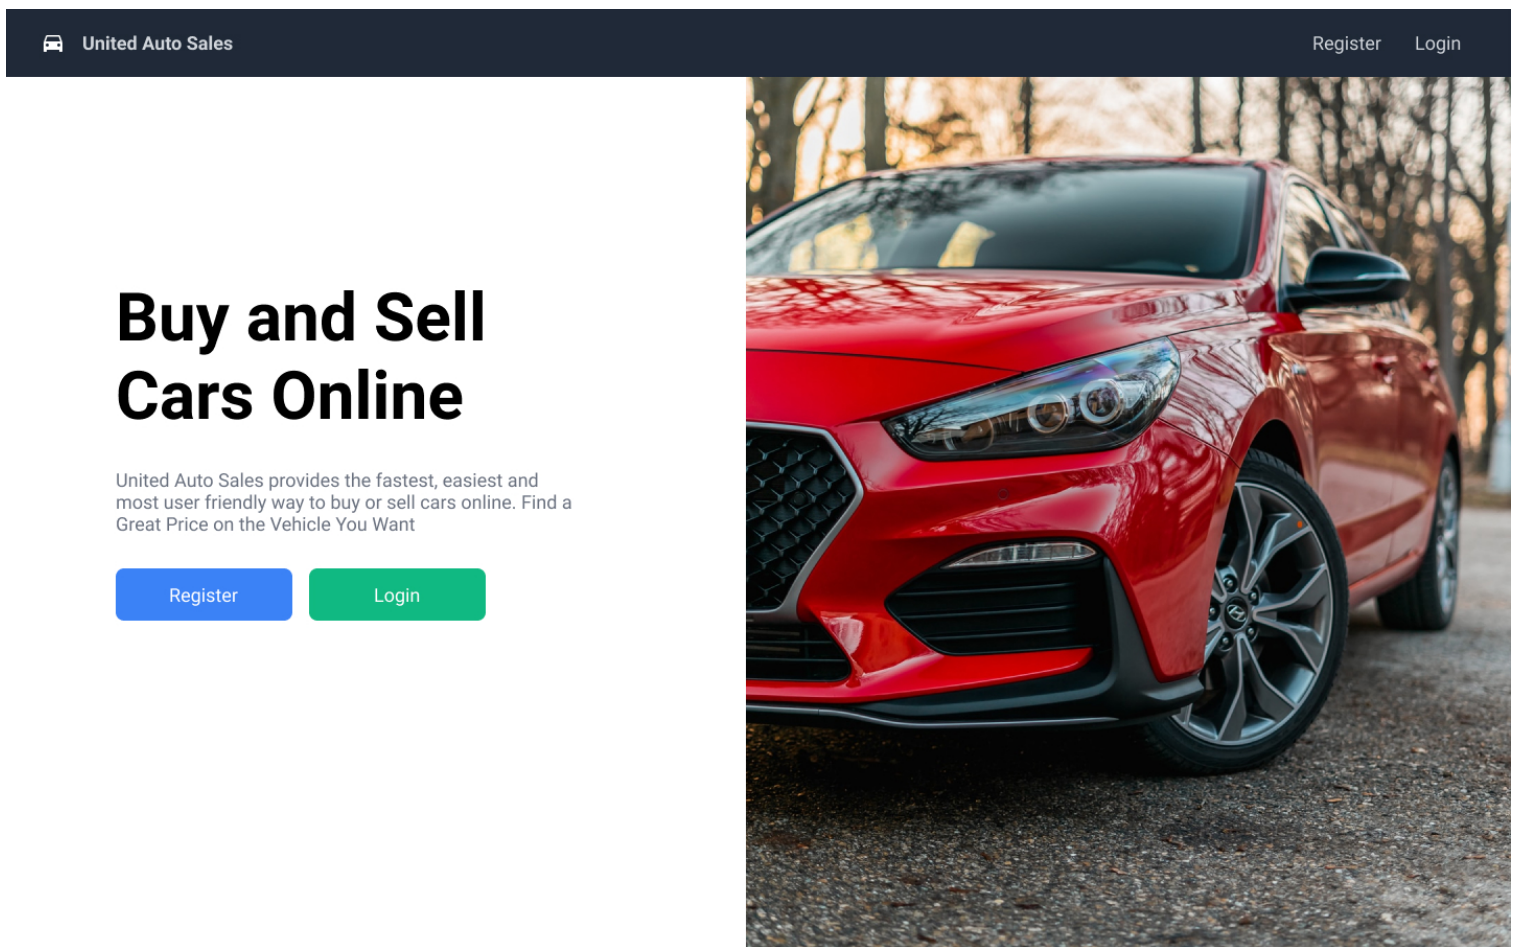 United Auto Sales
Register
Login
Buy and Sell
Cars Online
United Auto Sales provides the fastest, easiest and
most user friendly way to buy or sell cars online. Find a
Great Price on the Vehicle You Want
Register
Login